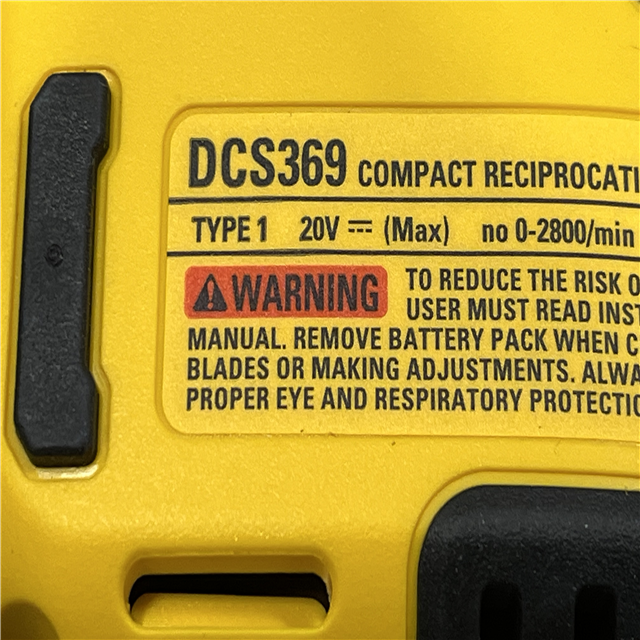 DCS369 COMPACT RECIPROCATI
TYPE 1 20V ⎓ (Max) no 0-2800/min
⚠ WARNING TO REDUCE THE RISK O
USER MUST READ INST
MANUAL. REMOVE BATTERY PACK WHEN C
BLADES OR MAKING ADJUSTMENTS. ALWA
PROPER EYE AND RESPIRATORY PROTECTIO